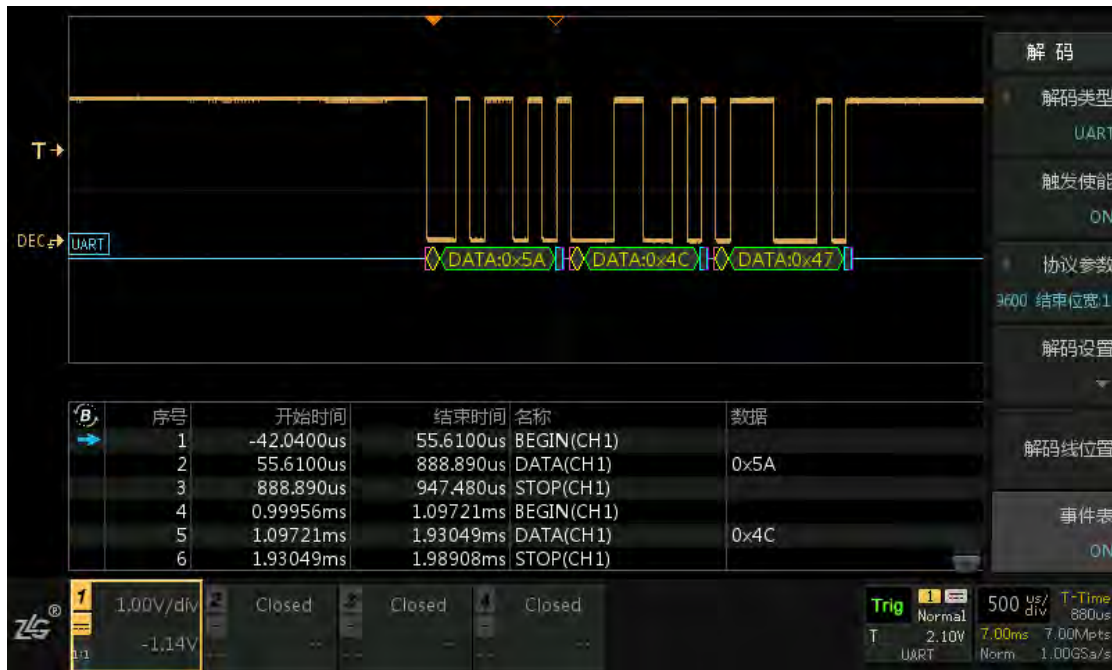 解 码
解码类型
UART
触发使能
ON
协议参数
9600 结束位宽:1
解码设置
解码线位置
事件表
ON
T
DEC
UART
DATA:0x5A DATA:0x4C DATA:0x47
B 序号 开始时间 结束时间 名称 数据
1 -42.0400us 55.6100us BEGIN(CH1)
2 55.6100us 888.890us DATA(CH1) 0x5A
3 888.890us 947.480us STOP(CH1)
4 0.99956ms 1.09721ms BEGIN(CH1)
5 1.09721ms 1.93049ms DATA(CH1) 0x4C
6 1.93049ms 1.98908ms STOP(CH1)
ZLG®
1 1.00V/div -1.14V 1:1
2 Closed --
3 Closed --
4 Closed --
Trig 1 Normal
T 2.10V
UART
500 us/div T-Time 880us
7.00ms 7.00Mpts
Norm 1.00GSa/s